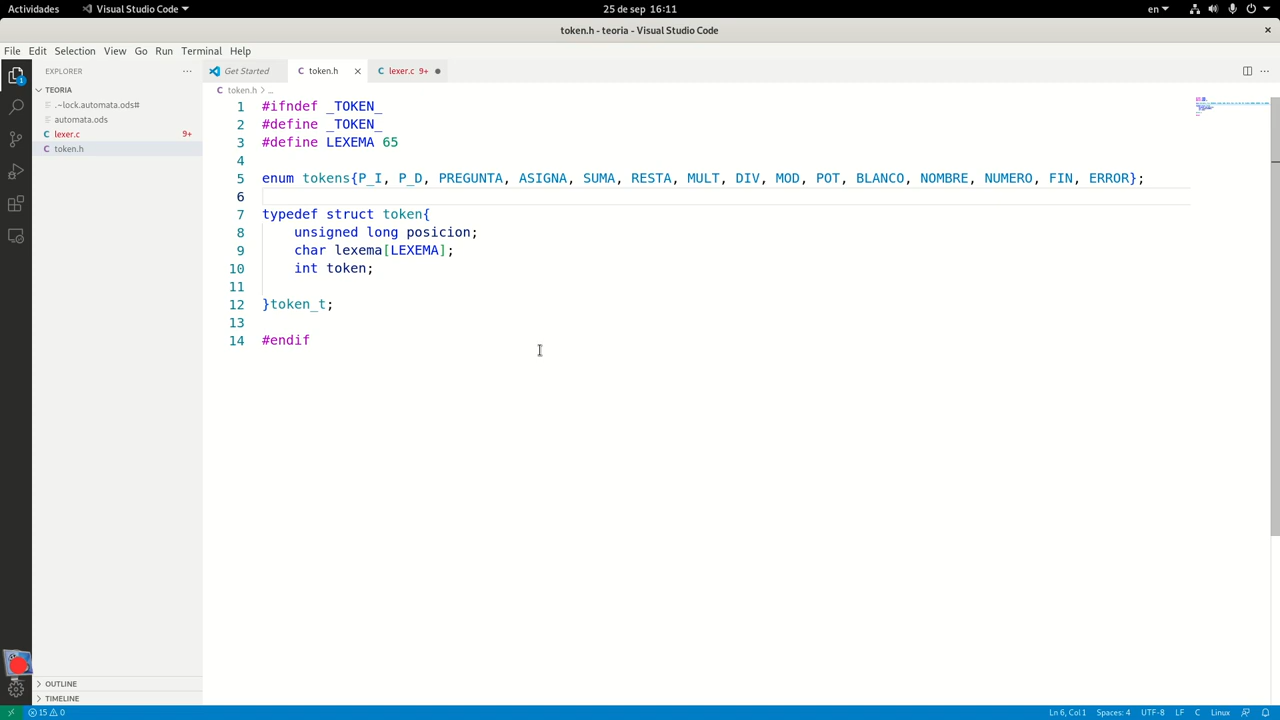 Actividades
Visual Studio Code
25 de sep 16:11
en
token.h - teoria - Visual Studio Code
File Edit Selection View Go Run Terminal Help
EXPLORER
TEORIA
.~lock.automata.ods#
automata.ods
lexer.c 9+
token.h
OUTLINE
TIMELINE
Get Started
token.h
lexer.c 9+
token.h > ...
1 #ifndef _TOKEN_
2 #define _TOKEN_
3 #define LEXEMA 65
4
5 enum tokens{P_I, P_D, PREGUNTA, ASIGNA, SUMA, RESTA, MULT, DIV, MOD, POT, BLANCO, NOMBRE, NUMERO, FIN, ERROR};
6
7 typedef struct token{
8 unsigned long posicion;
9 char lexema[LEXEMA];
10 int token;
11
12 }token_t;
13
14 #endif
1
15 0
Ln 6, Col 1 Spaces: 4 UTF-8 LF C Linux